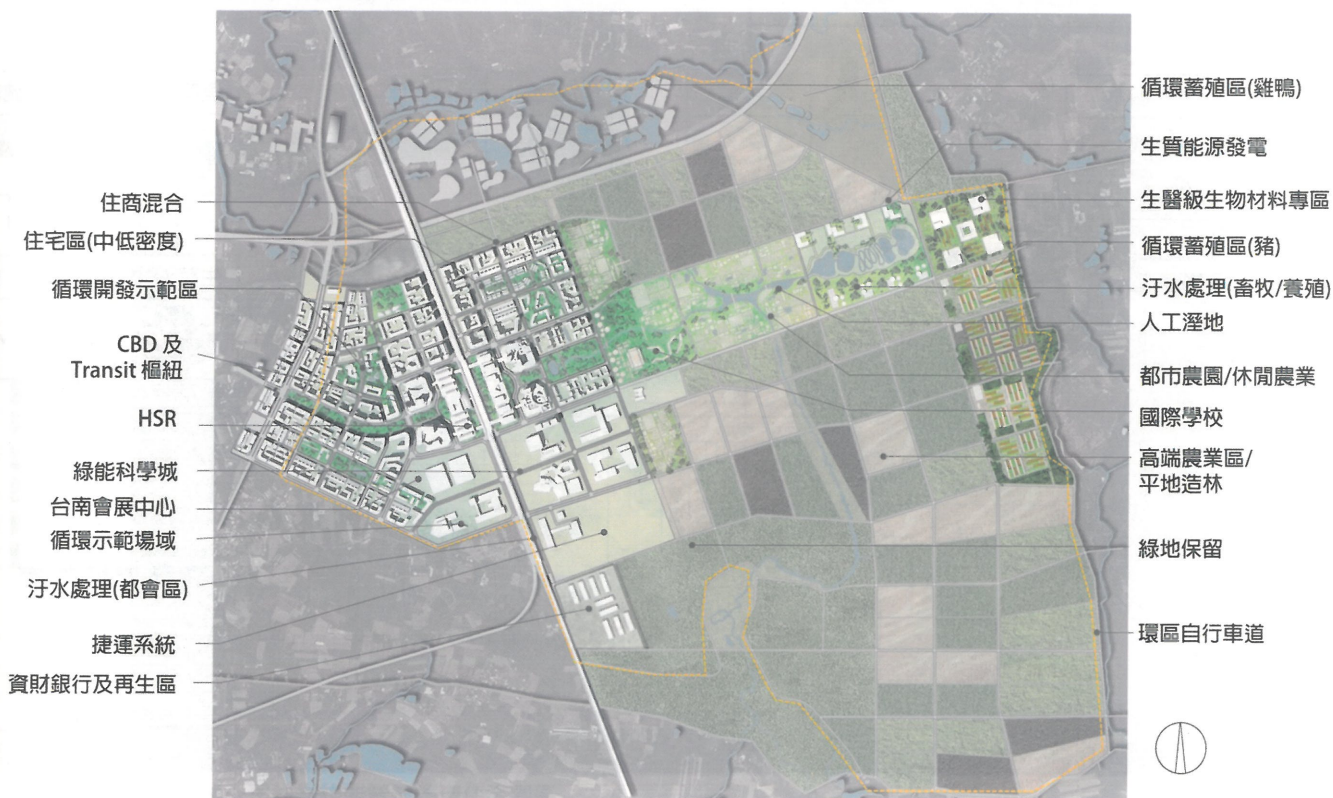 住商混合
住宅區(中低密度)
循環開發示範區
CBD 及
Transit 樞紐
HSR
綠能科學城
台南會展中心
循環示範場域
汙水處理(都會區)
捷運系統
資財銀行及再生區
循環蓄殖區(雞鴨)
生質能源發電
生醫級生物材料專區
循環蓄殖區(豬)
汙水處理(畜牧/養殖)
人工溼地
都市農園/休閒農業
國際學校
高端農業區/
平地造林
綠地保留
環區自行車道